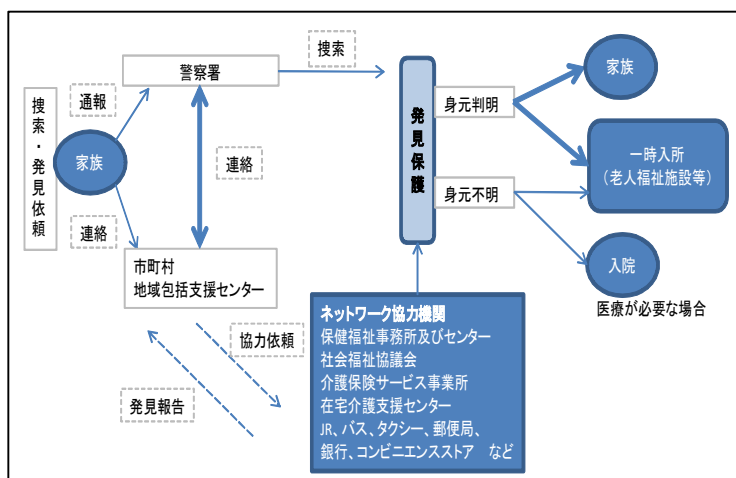 捜索
警察署
家族
通報
捜索・発見依頼
家族
発見保護
身元判明
一時入所
（老人福祉施設等）
連絡
身元不明
連絡
市町村
地域包括支援センター
入院
医療が必要な場合
ネットワーク協力機関
保健福祉事務所及びセンター
社会福祉協議会
介護保険サービス事業所
在宅介護支援センター
JR、バス、タクシー、郵便局、
銀行、コンビニエンスストア　など
協力依頼
発見報告